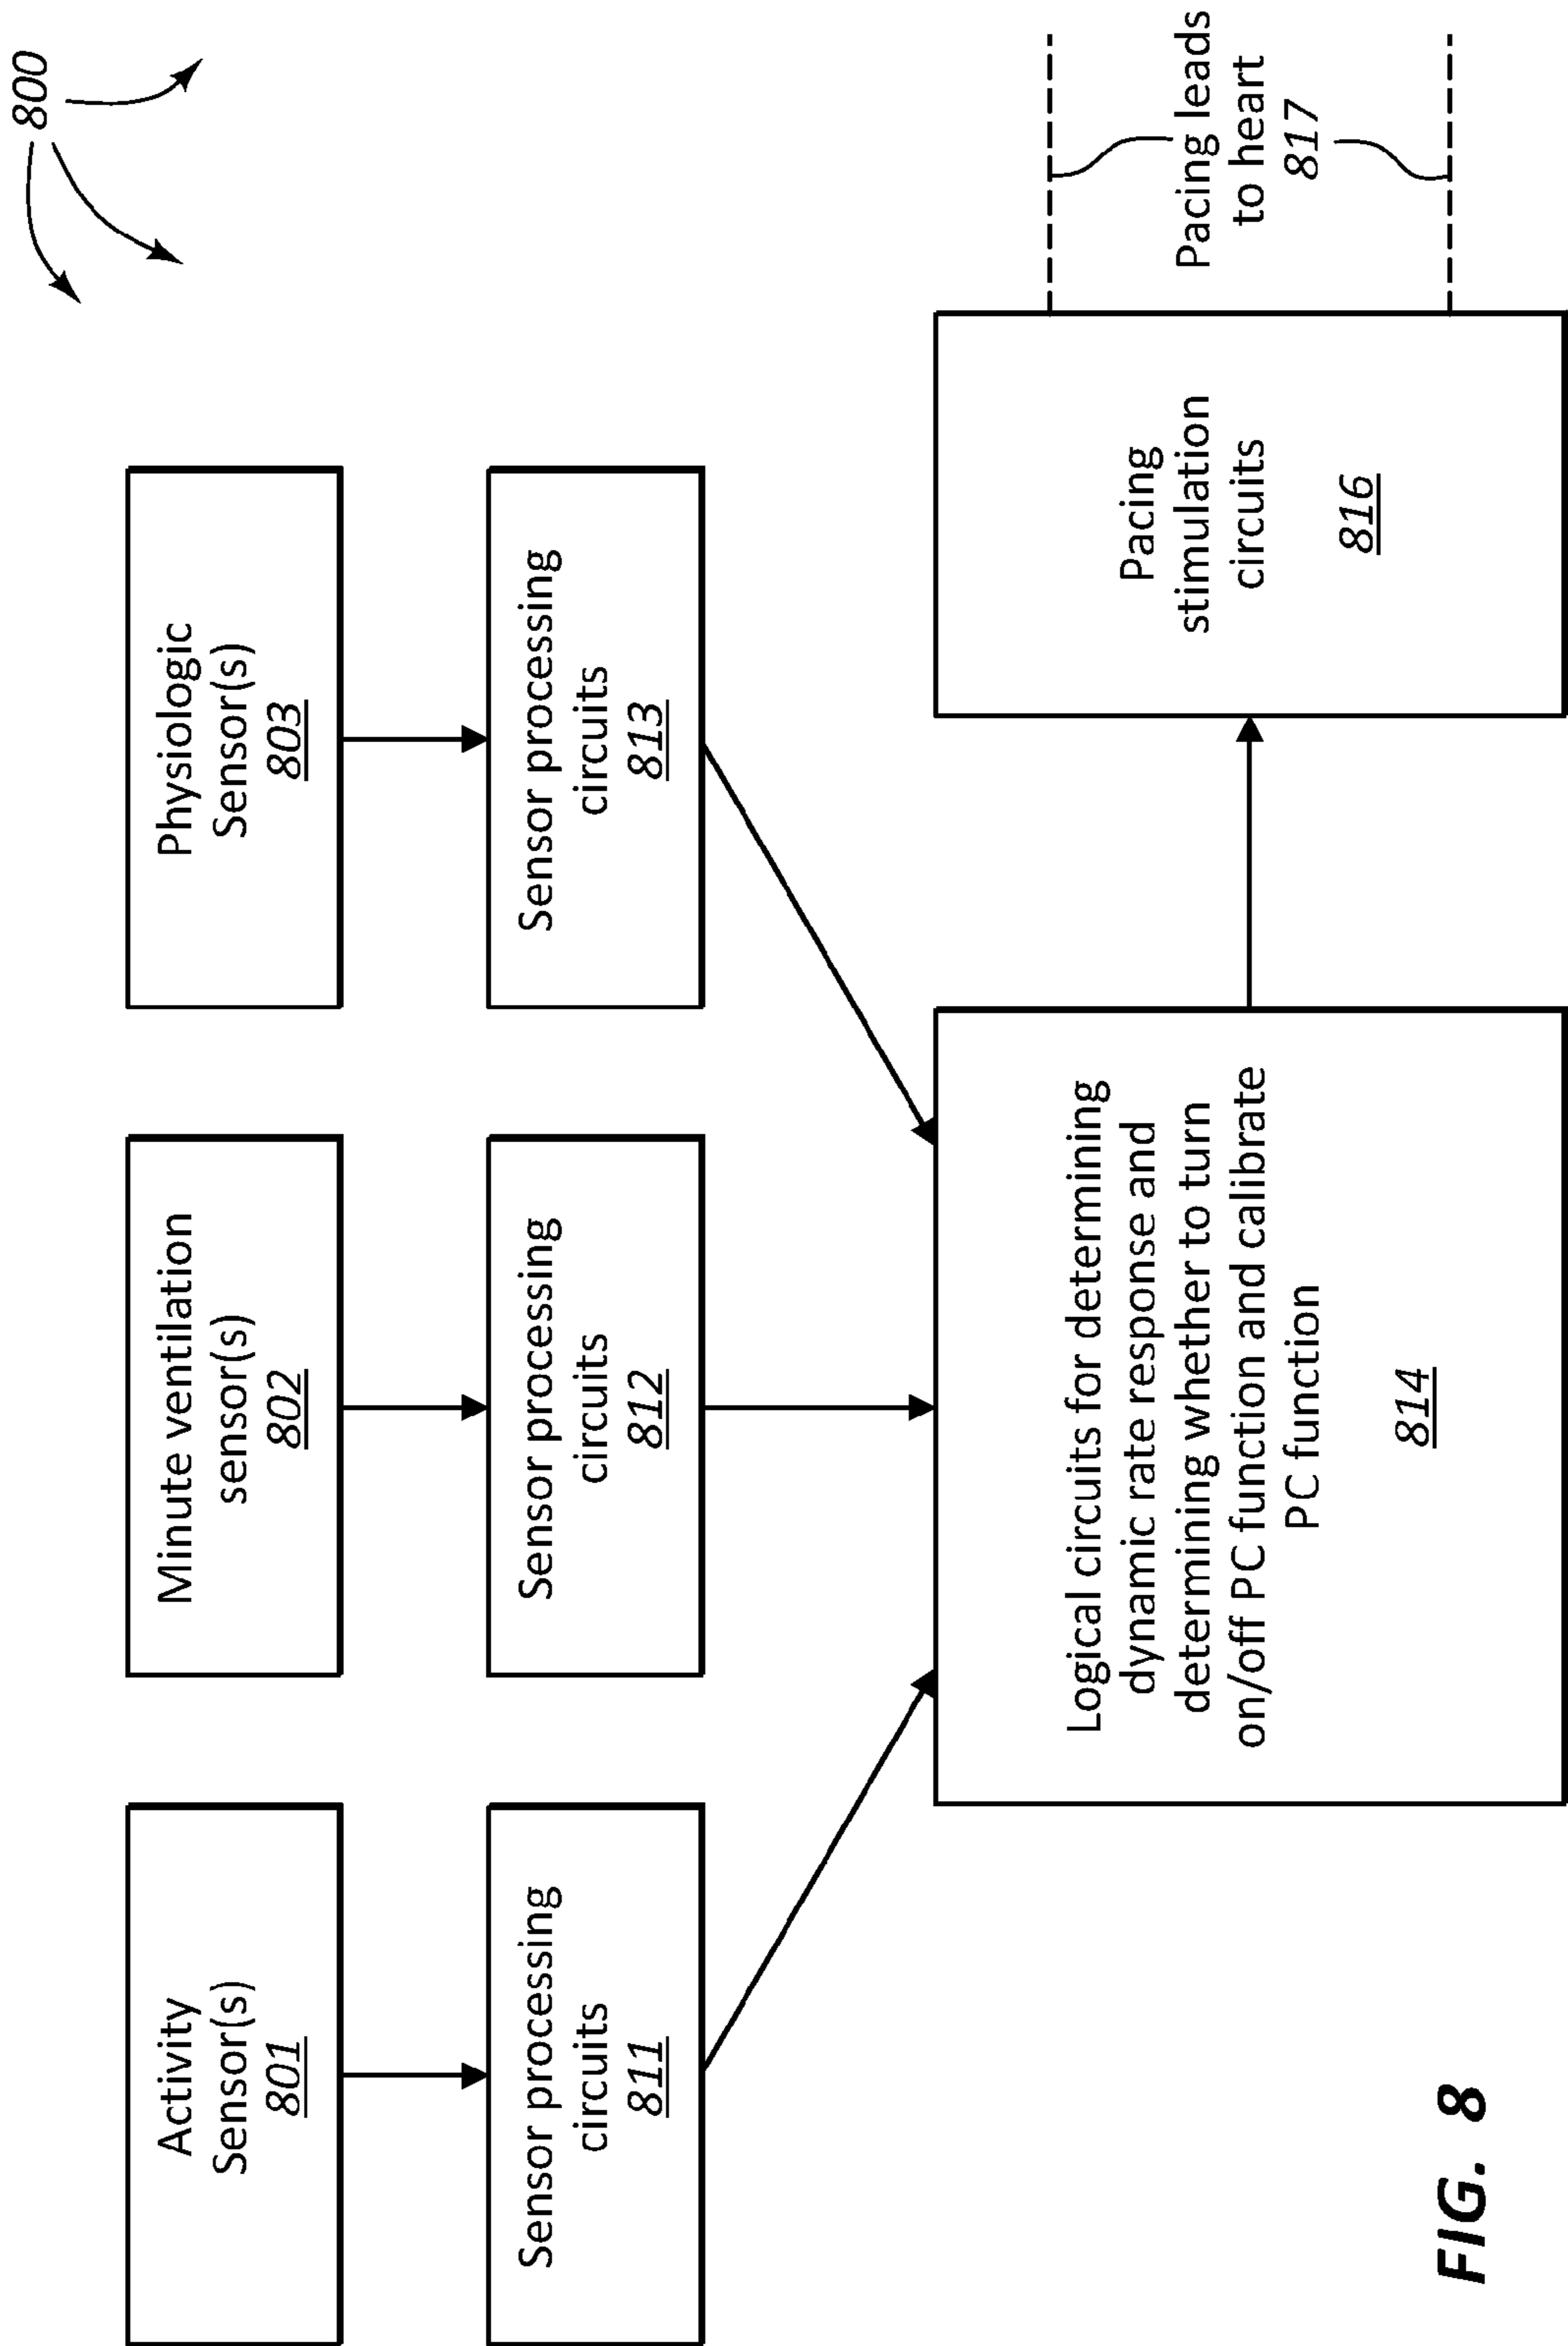 800
Activity
Sensor(s)
801
Minute ventilation
sensor(s)
802
Physiologic
Sensor(s)
803
Sensor processing
circuits
811
Sensor processing
circuits
812
Sensor processing
circuits
813
Logical circuits for determining
dynamic rate response and
determining whether to turn
on/off PC function and calibrate
PC function
814
Pacing
stimulation
circuits
816
Pacing leads
to heart
817
FIG. 8